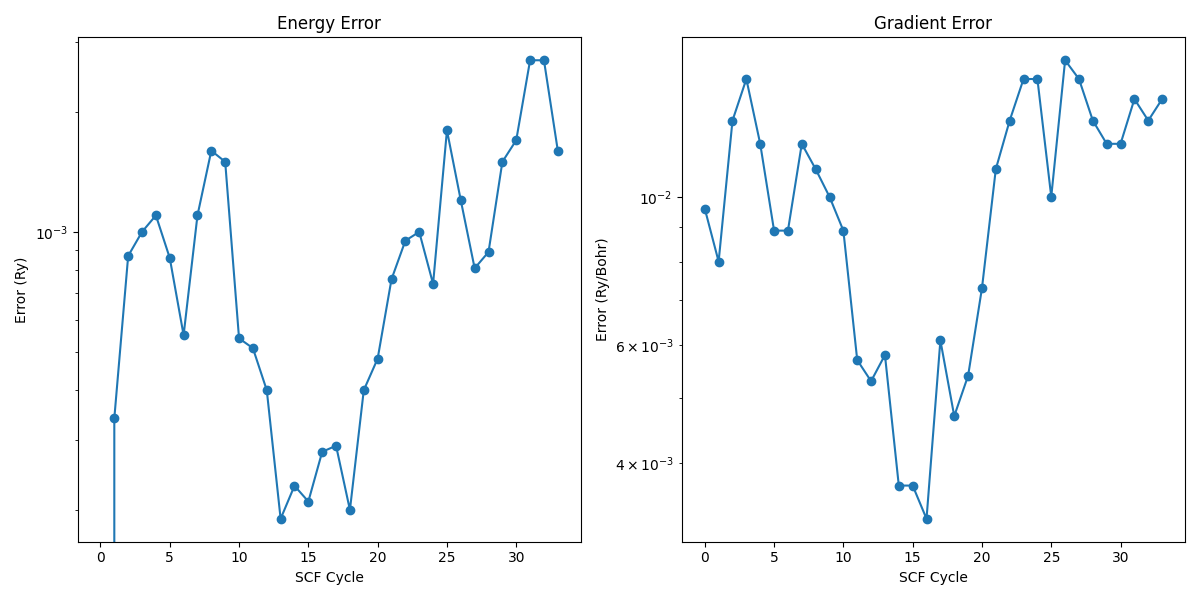 Energy Error
Gradient Error
Error (Ry)
10⁻³
0 5 10 15 20 25 30
SCF Cycle
Error (Ry/Bohr)
10⁻²
6 × 10⁻³
4 × 10⁻³
0 5 10 15 20 25 30
SCF Cycle